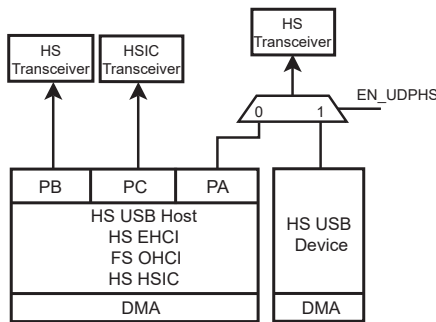 HS
Transceiver
HS
Transceiver
HSIC
Transceiver
EN_UDPHS
0
1
PB
PC
PA
HS USB Host
HS EHCI
FS OHCI
HS HSIC
DMA
HS USB
Device
DMA